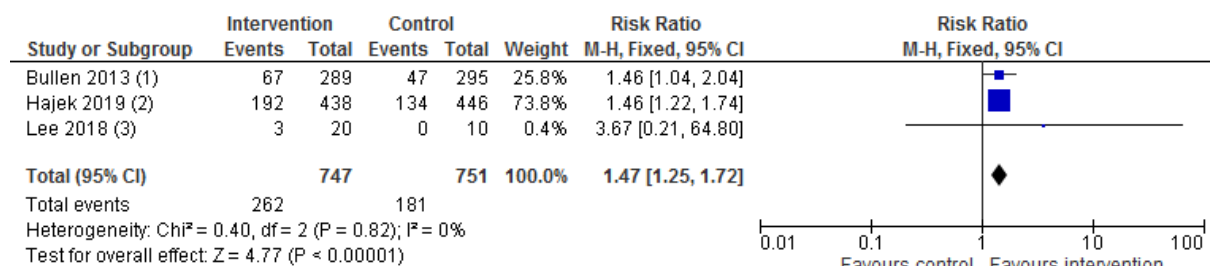 Intervention Control Risk Ratio Risk Ratio
Study or Subgroup Events Total Events Total Weight M-H, Fixed, 95% CI M-H, Fixed, 95% CI
Bullen 2013 (1) 67 289 47 295 25.8% 1.46 [1.04, 2.04]
Hajek 2019 (2) 192 438 134 446 73.8% 1.46 [1.22, 1.74]
Lee 2018 (3) 3 20 0 10 0.4% 3.67 [0.21, 64.80]
Total (95% CI) 747 751 100.0% 1.47 [1.25, 1.72]
Total events 262 181
Heterogeneity: Chi² = 0.40, df = 2 (P = 0.82); I² = 0%
Test for overall effect: Z = 4.77 (P < 0.00001)
0.01 0.1 1 10 100
Favours control Favours intervention